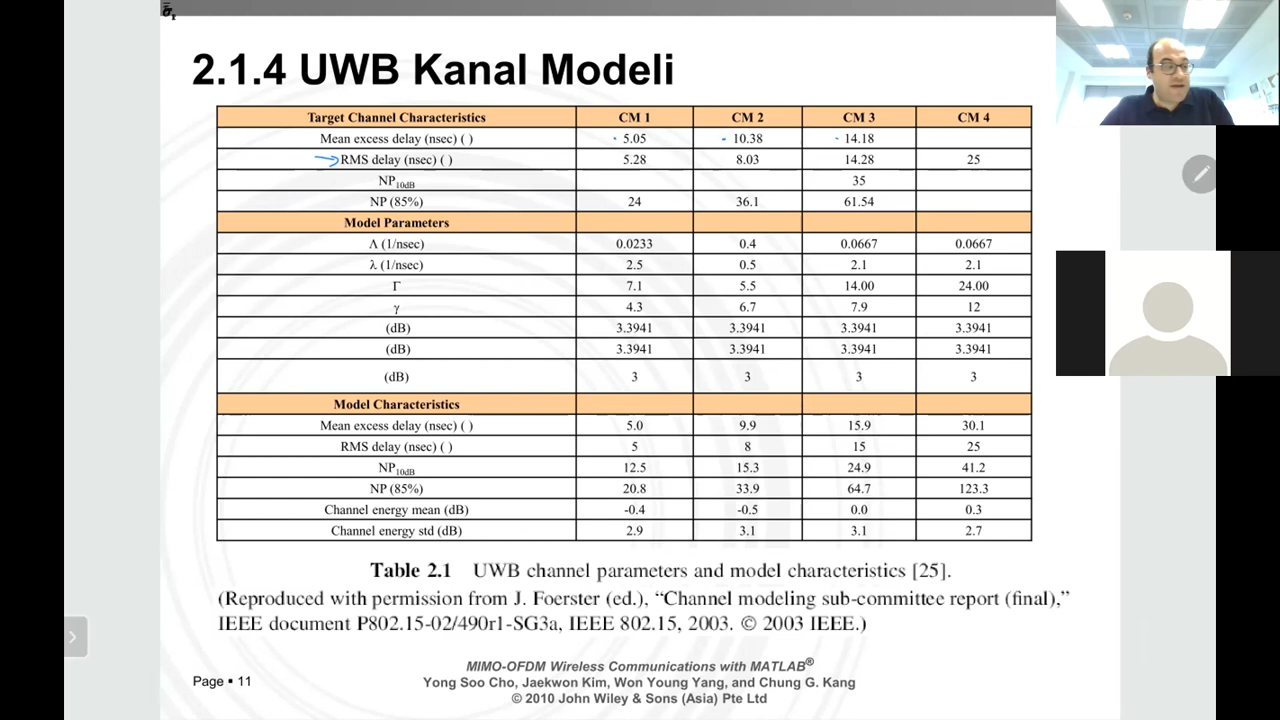 σ̄τ
2.1.4 UWB Kanal Modeli
Target Channel Characteristics CM 1 CM 2 CM 3 CM 4
Mean excess delay (nsec) ( ) 5.05 10.38 14.18
RMS delay (nsec) ( ) 5.28 8.03 14.28 25
NP10dB 35
NP (85%) 24 36.1 61.54
Model Parameters
Λ (1/nsec) 0.0233 0.4 0.0667 0.0667
λ (1/nsec) 2.5 0.5 2.1 2.1
Γ 7.1 5.5 14.00 24.00
γ 4.3 6.7 7.9 12
(dB) 3.3941 3.3941 3.3941 3.3941
(dB) 3.3941 3.3941 3.3941 3.3941
(dB) 3 3 3 3
Model Characteristics
Mean excess delay (nsec) ( ) 5.0 9.9 15.9 30.1
RMS delay (nsec) ( ) 5 8 15 25
NP10dB 12.5 15.3 24.9 41.2
NP (85%) 20.8 33.9 64.7 123.3
Channel energy mean (dB) -0.4 -0.5 0.0 0.3
Channel energy std (dB) 2.9 3.1 3.1 2.7
Table 2.1 UWB channel parameters and model characteristics [25].
(Reproduced with permission from J. Foerster (ed.), “Channel modeling sub-committee report (final),”
IEEE document P802.15-02/490r1-SG3a, IEEE 802.15, 2003. © 2003 IEEE.)
MIMO-OFDM Wireless Communications with MATLAB®
Page ▪ 11 Yong Soo Cho, Jaekwon Kim, Won Young Yang, and Chung G. Kang
© 2010 John Wiley & Sons (Asia) Pte Ltd